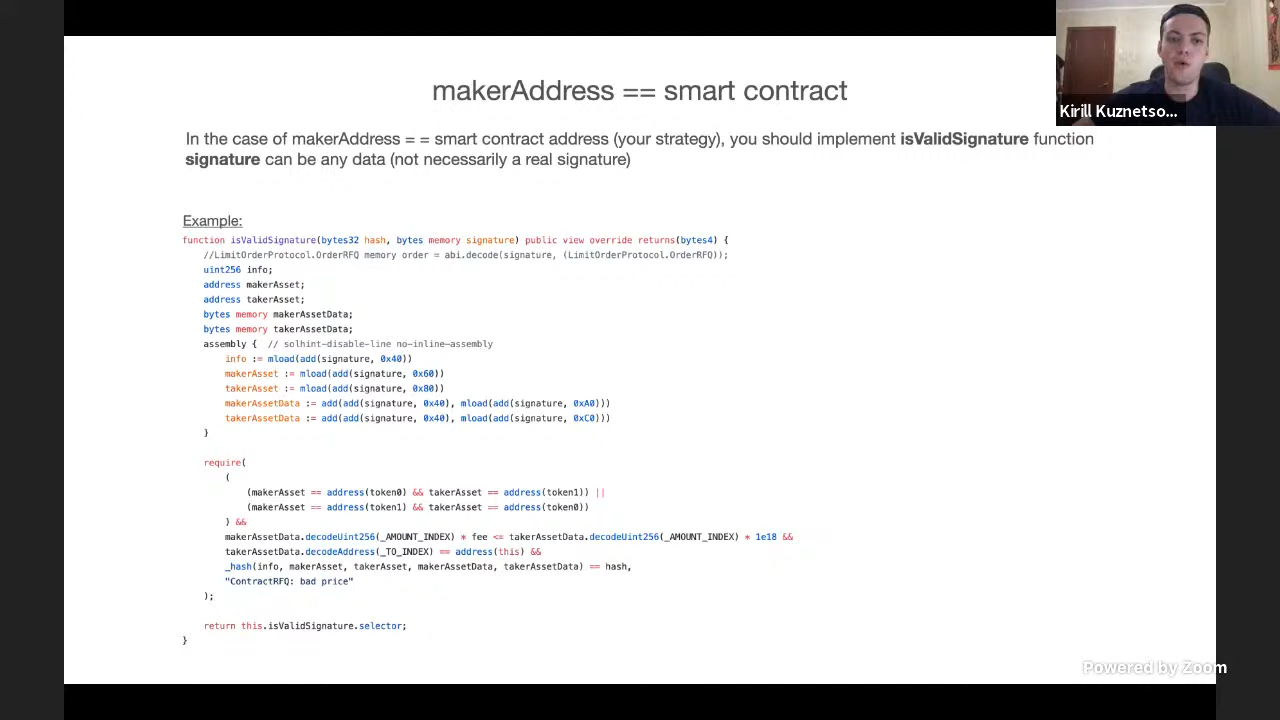 makerAddress == smart contract
Kirill Kuznetso...
In the case of makerAddress = = smart contract address (your strategy), you should implement isValidSignature function
signature can be any data (not necessarily a real signature)
Example:
function isValidSignature(bytes32 hash, bytes memory signature) public view override returns(bytes4) {
//LimitOrderProtocol.OrderRFQ memory order = abi.decode(signature, (LimitOrderProtocol.OrderRFQ));
uint256 info;
address makerAsset;
address takerAsset;
bytes memory makerAssetData;
bytes memory takerAssetData;
assembly {  // solhint-disable-line no-inline-assembly
info := mload(add(signature, 0x40))
makerAsset := mload(add(signature, 0x60))
takerAsset := mload(add(signature, 0x80))
makerAssetData := add(add(signature, 0x40), mload(add(signature, 0xA0)))
takerAssetData := add(add(signature, 0x40), mload(add(signature, 0xC0)))
}
require(
(
(makerAsset == address(token0) && takerAsset == address(token1)) ||
(makerAsset == address(token1) && takerAsset == address(token0))
) &&
makerAssetData.decodeUint256(_AMOUNT_INDEX) * fee <= takerAssetData.decodeUint256(_AMOUNT_INDEX) * 1e18 &&
takerAssetData.decodeAddress(_TO_INDEX) == address(this) &&
_hash(info, makerAsset, takerAsset, makerAssetData, takerAssetData) == hash,
"ContractRFQ: bad price"
);
return this.isValidSignature.selector;
}
Powered by Zoom